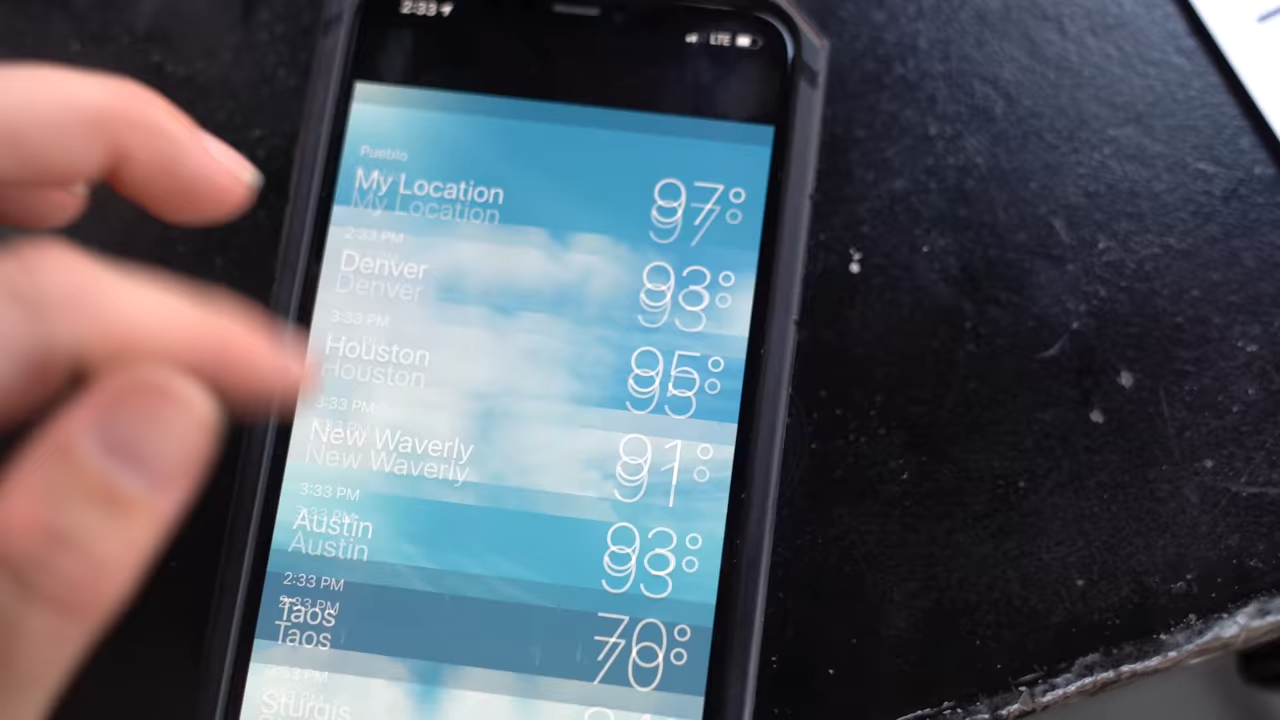 2:33
LTE
Pueblo
My Location
97°
2:33 PM
Denver
93°
3:33 PM
Houston
95°
3:33 PM
New Waverly
91°
3:33 PM
Austin
93°
2:33 PM
Taos
70°
Sturgis